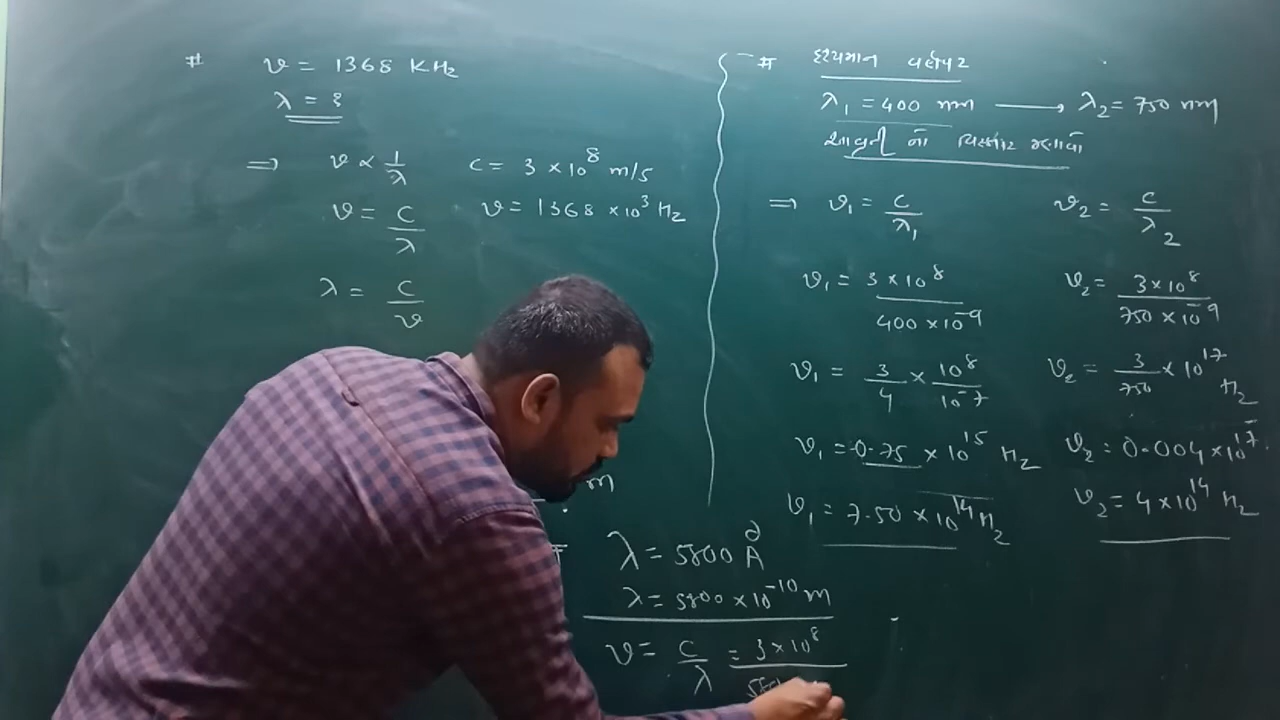 # ν = 1368 KHz
λ = ?
⇒ ν ∝ 1/λ C = 3 × 10⁸ m/s
ν = C/λ ν = 1368 × 10³ Hz
λ = C/ν
m
# દૃશ્યમાન વર્ણપટ
λ₁ = 400 nm ⟶ λ₂ = 750 nm
આવૃતિ નો વિસ્તાર
⇒ ν₁ = C/λ₁ ν₂ = C/λ₂
ν₁ = 3 × 10⁸ / 400 × 10⁻⁹ ν₂ = 3 × 10⁸ / 750 × 10⁻⁹
ν₁ = 3/4 × 10⁸/10⁻⁷ ν₂ = 3/750 × 10¹⁷ Hz
ν₁ = 0.75 × 10¹⁵ Hz ν₂ = 0.004 × 10¹⁷
ν₁ = 7.50 × 10¹⁴ Hz ν₂ = 4 × 10¹⁴ Hz
λ = 5800 Å
λ = 5800 × 10⁻¹⁰ m
ν = C/λ = 3 × 10⁸ / 580